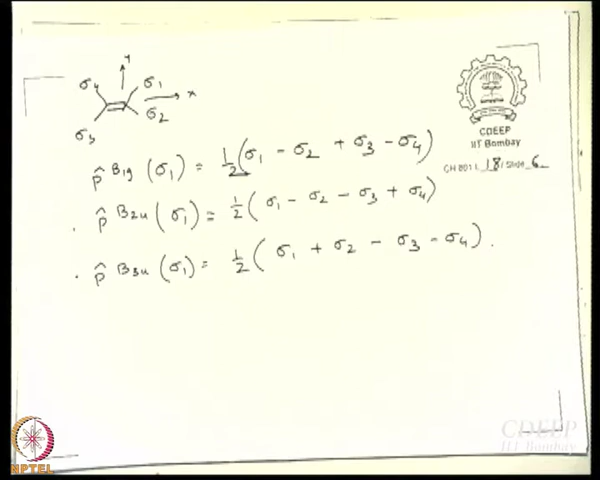 y
σ4 σ1
x
σ3 σ2
CDEEP
IIT Bombay
CH 801 L 18 / Slide 6
P̂ B1g (σ1) = 1/2 (σ1 - σ2 + σ3 - σ4)
. P̂ B2u (σ1) = 1/2 (σ1 - σ2 - σ3 + σ4)
. P̂ B3u (σ1) = 1/2 (σ1 + σ2 - σ3 - σ4).
CDEEP
IIT Bombay
NPTEL